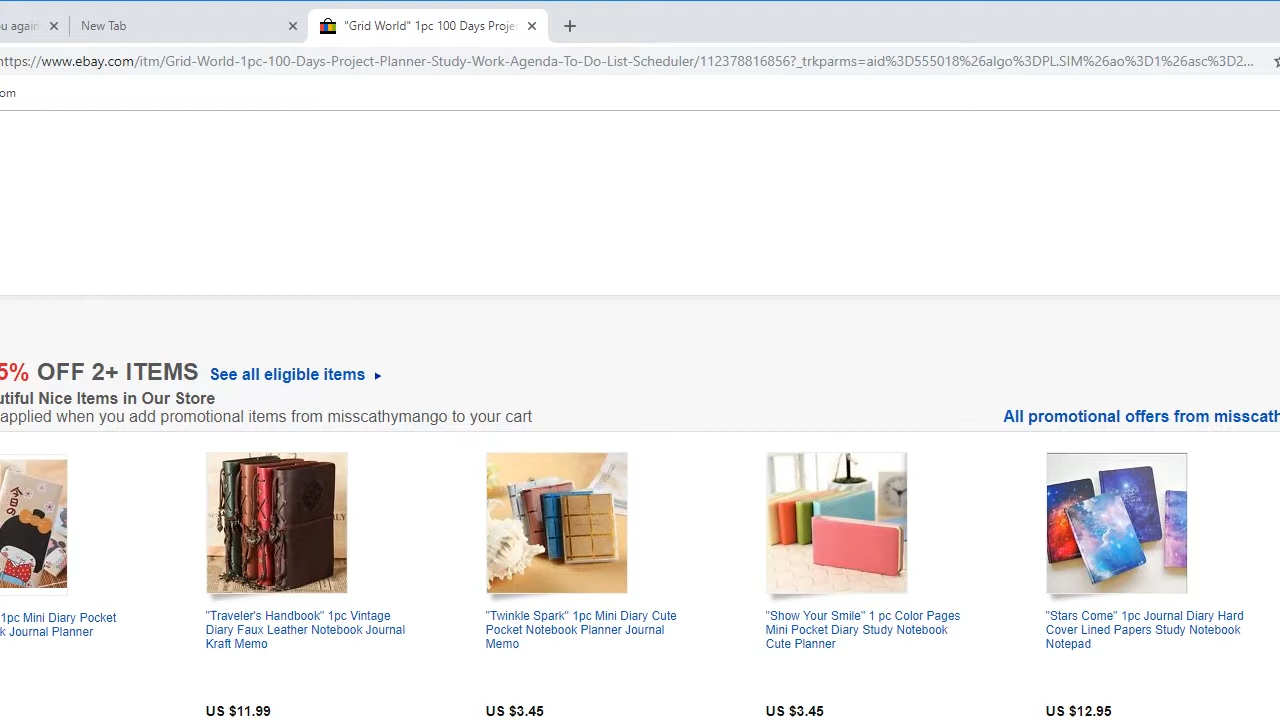 ou again
New Tab
"Grid World" 1pc 100 Days Projec
https://www.ebay.com/itm/Grid-World-1pc-100-Days-Project-Planner-Study-Work-Agenda-To-Do-List-Scheduler/112378816856?_trkparms=aid%3D555018%26algo%3DPL.SIM%26ao%3D1%26asc%3D2...
om
5% OFF 2+ ITEMS See all eligible items
utiful Nice Items in Our Store
applied when you add promotional items from misscathymango to your cart
All promotional offers from misscath
1pc Mini Diary Pocket
k Journal Planner
"Traveler's Handbook" 1pc Vintage
Diary Faux Leather Notebook Journal
Kraft Memo
US $11.99
"Twinkle Spark" 1pc Mini Diary Cute
Pocket Notebook Planner Journal
Memo
US $3.45
"Show Your Smile" 1 pc Color Pages
Mini Pocket Diary Study Notebook
Cute Planner
US $3.45
"Stars Come" 1pc Journal Diary Hard
Cover Lined Papers Study Notebook
Notepad
US $12.95